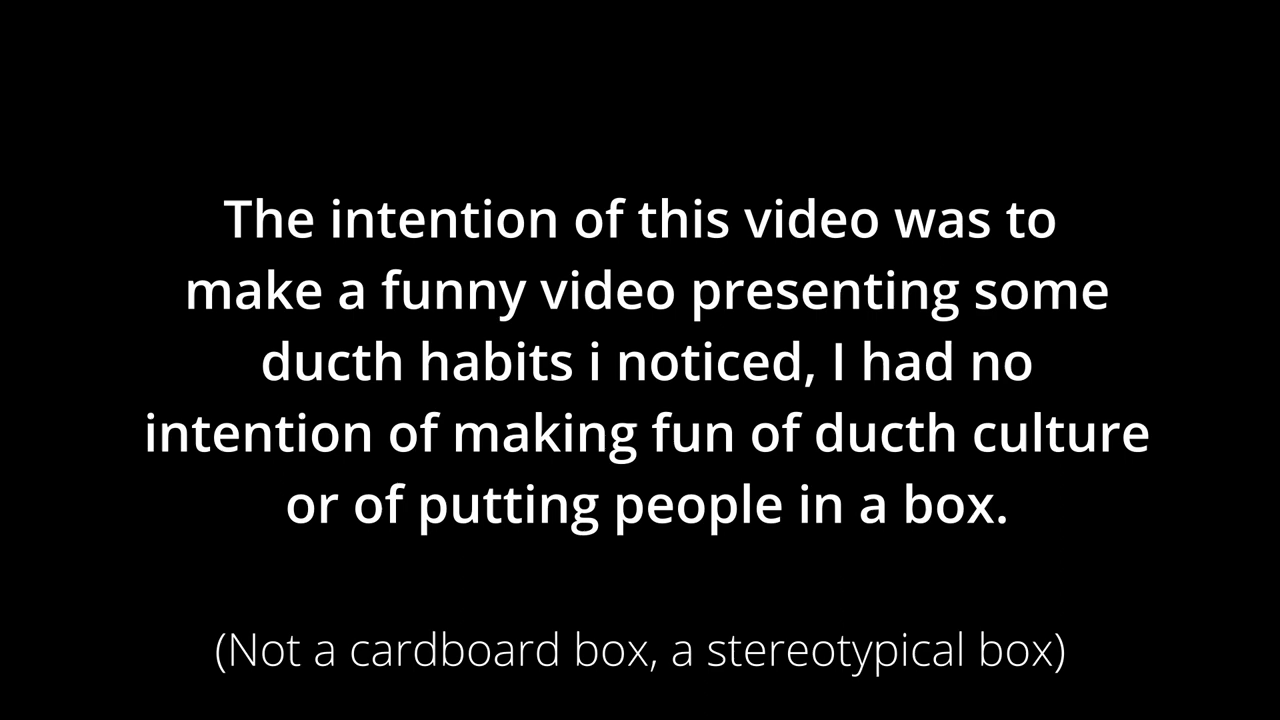 The intention of this video was to
make a funny video presenting some
ducth habits i noticed, I had no
intention of making fun of ducth culture
or of putting people in a box.
(Not a cardboard box, a stereotypical box)